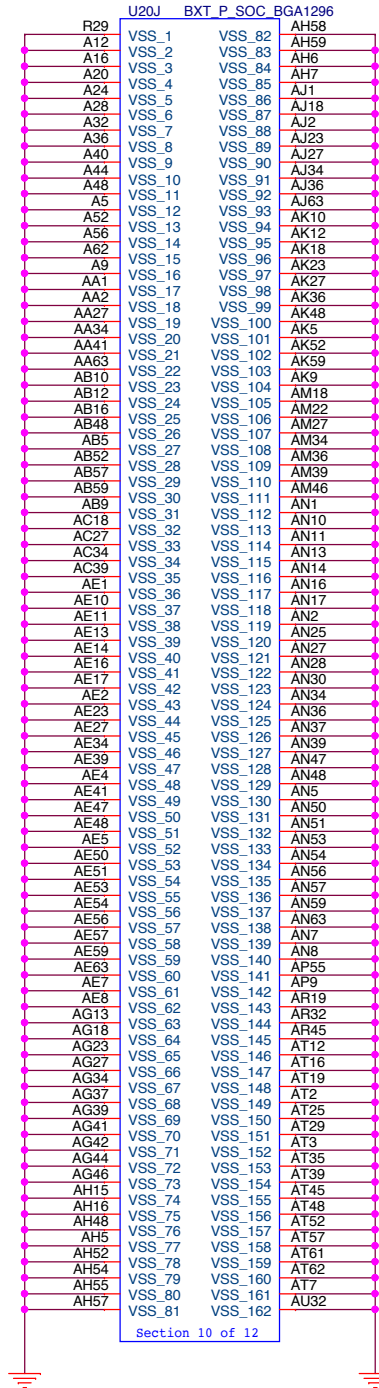 U20J BXT_P_SOC_BGA1296
R29 VSS_1 VSS_82 AH58
A12 VSS_2 VSS_83 AH59
A16 VSS_3 VSS_84 AH6
A20 VSS_4 VSS_85 AH7
A24 VSS_5 VSS_86 AJ1
A28 VSS_6 VSS_87 AJ18
A32 VSS_7 VSS_88 AJ2
A36 VSS_8 VSS_89 AJ23
A40 VSS_9 VSS_90 AJ27
A44 VSS_10 VSS_91 AJ34
A48 VSS_11 VSS_92 AJ36
A5 VSS_12 VSS_93 AJ63
A52 VSS_13 VSS_94 AK10
A56 VSS_14 VSS_95 AK12
A62 VSS_15 VSS_96 AK18
A9 VSS_16 VSS_97 AK23
AA1 VSS_17 VSS_98 AK27
AA2 VSS_18 VSS_99 AK36
AA27 VSS_19 VSS_100 AK48
AA34 VSS_20 VSS_101 AK5
AA41 VSS_21 VSS_102 AK52
AA63 VSS_22 VSS_103 AK59
AB10 VSS_23 VSS_104 AK9
AB12 VSS_24 VSS_105 AM18
AB16 VSS_25 VSS_106 AM22
AB48 VSS_26 VSS_107 AM27
AB5 VSS_27 VSS_108 AM34
AB52 VSS_28 VSS_109 AM36
AB57 VSS_29 VSS_110 AM39
AB59 VSS_30 VSS_111 AM46
AB9 VSS_31 VSS_112 AN1
AC18 VSS_32 VSS_113 AN10
AC27 VSS_33 VSS_114 AN11
AC34 VSS_34 VSS_115 AN13
AC39 VSS_35 VSS_116 AN14
AE1 VSS_36 VSS_117 AN16
AE10 VSS_37 VSS_118 AN17
AE11 VSS_38 VSS_119 AN2
AE13 VSS_39 VSS_120 AN25
AE14 VSS_40 VSS_121 AN27
AE16 VSS_41 VSS_122 AN28
AE17 VSS_42 VSS_123 AN30
AE2 VSS_43 VSS_124 AN34
AE23 VSS_44 VSS_125 AN36
AE27 VSS_45 VSS_126 AN37
AE34 VSS_46 VSS_127 AN39
AE39 VSS_47 VSS_128 AN47
AE4 VSS_48 VSS_129 AN48
AE41 VSS_49 VSS_130 AN5
AE47 VSS_50 VSS_131 AN50
AE48 VSS_51 VSS_132 AN51
AE5 VSS_52 VSS_133 AN53
AE50 VSS_53 VSS_134 AN54
AE51 VSS_54 VSS_135 AN56
AE53 VSS_55 VSS_136 AN57
AE54 VSS_56 VSS_137 AN59
AE56 VSS_57 VSS_138 AN63
AE57 VSS_58 VSS_139 AN7
AE59 VSS_59 VSS_140 AN8
AE63 VSS_60 VSS_141 AP55
AE7 VSS_61 VSS_142 AP9
AE8 VSS_62 VSS_143 AR19
AG13 VSS_63 VSS_144 AR32
AG18 VSS_64 VSS_145 AR45
AG23 VSS_65 VSS_146 AT12
AG27 VSS_66 VSS_147 AT16
AG34 VSS_67 VSS_148 AT19
AG37 VSS_68 VSS_149 AT2
AG39 VSS_69 VSS_150 AT25
AG41 VSS_70 VSS_151 AT29
AG42 VSS_71 VSS_152 AT3
AG44 VSS_72 VSS_153 AT35
AG46 VSS_73 VSS_154 AT39
AH15 VSS_74 VSS_155 AT45
AH16 VSS_75 VSS_156 AT48
AH48 VSS_76 VSS_157 AT52
AH5 VSS_77 VSS_158 AT57
AH52 VSS_78 VSS_159 AT61
AH54 VSS_79 VSS_160 AT62
AH55 VSS_80 VSS_161 AT7
AH57 VSS_81 VSS_162 AU32
Section 10 of 12